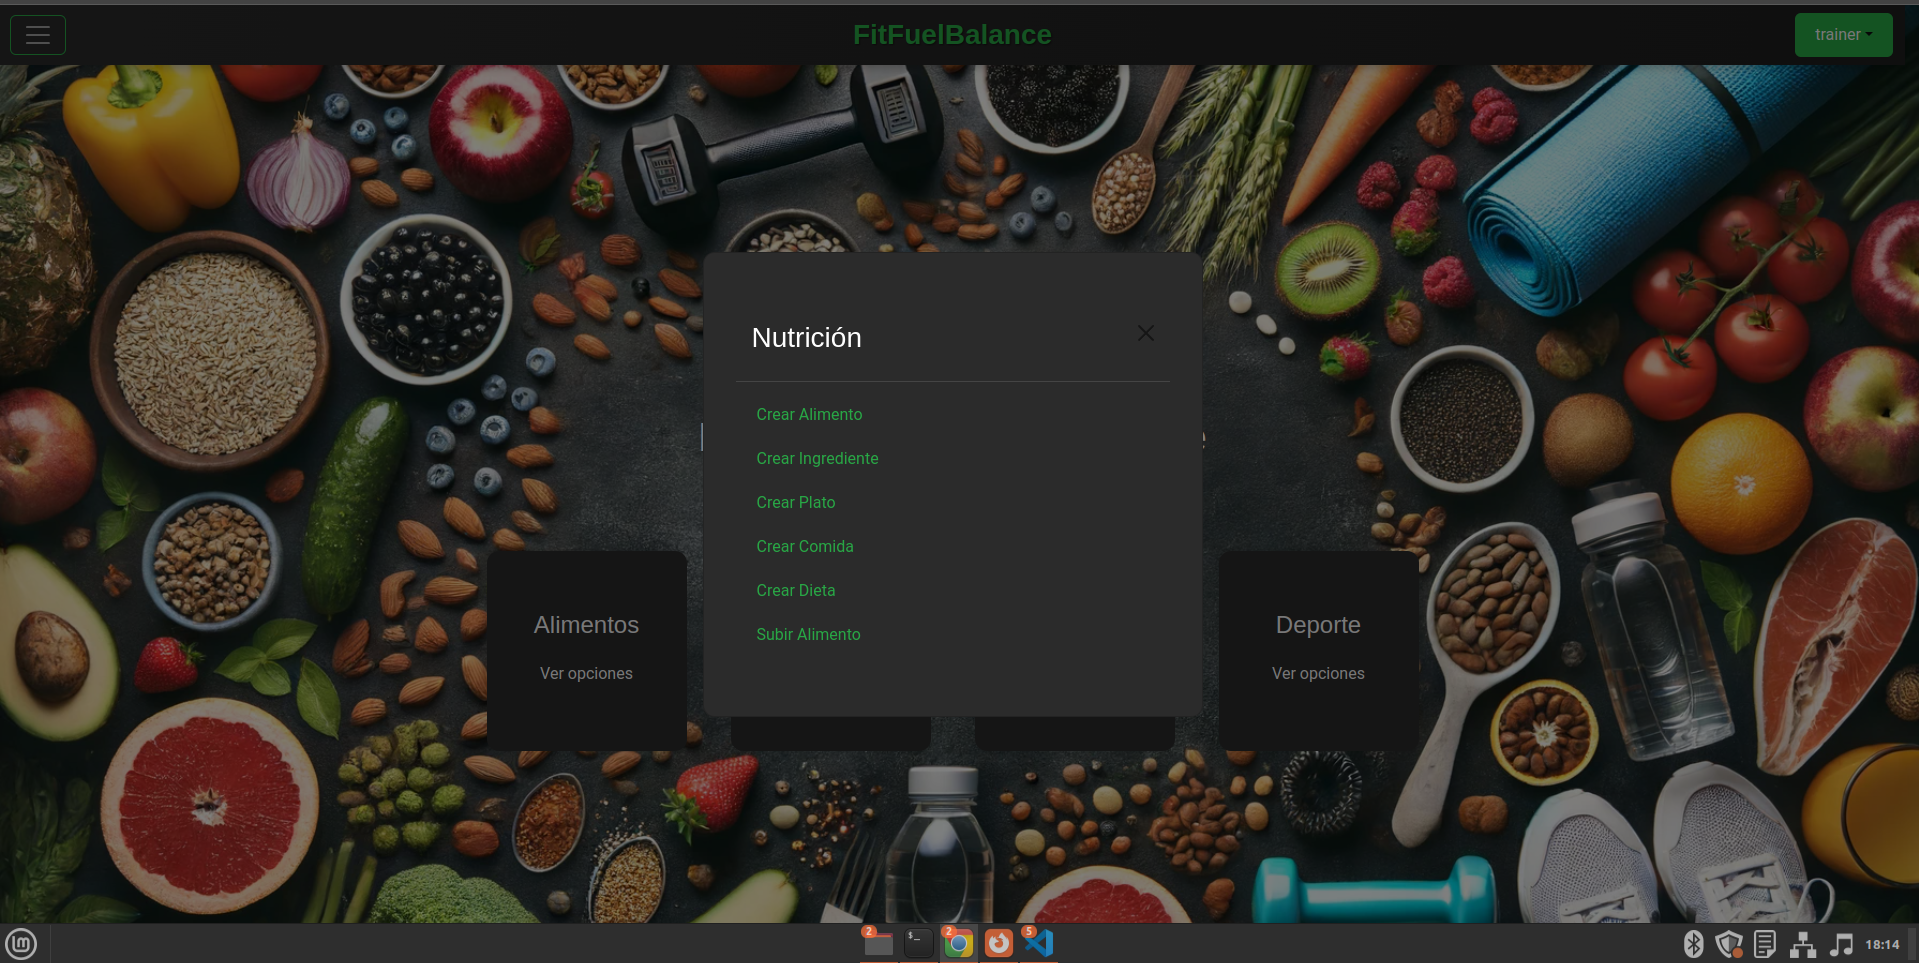 FitFuelBalance
trainer
Nutrición
Crear Alimento
Crear Ingrediente
Crear Plato
Crear Comida
Crear Dieta
Subir Alimento
Alimentos
Ver opciones
Deporte
Ver opciones
2
$_
2
5
18:14